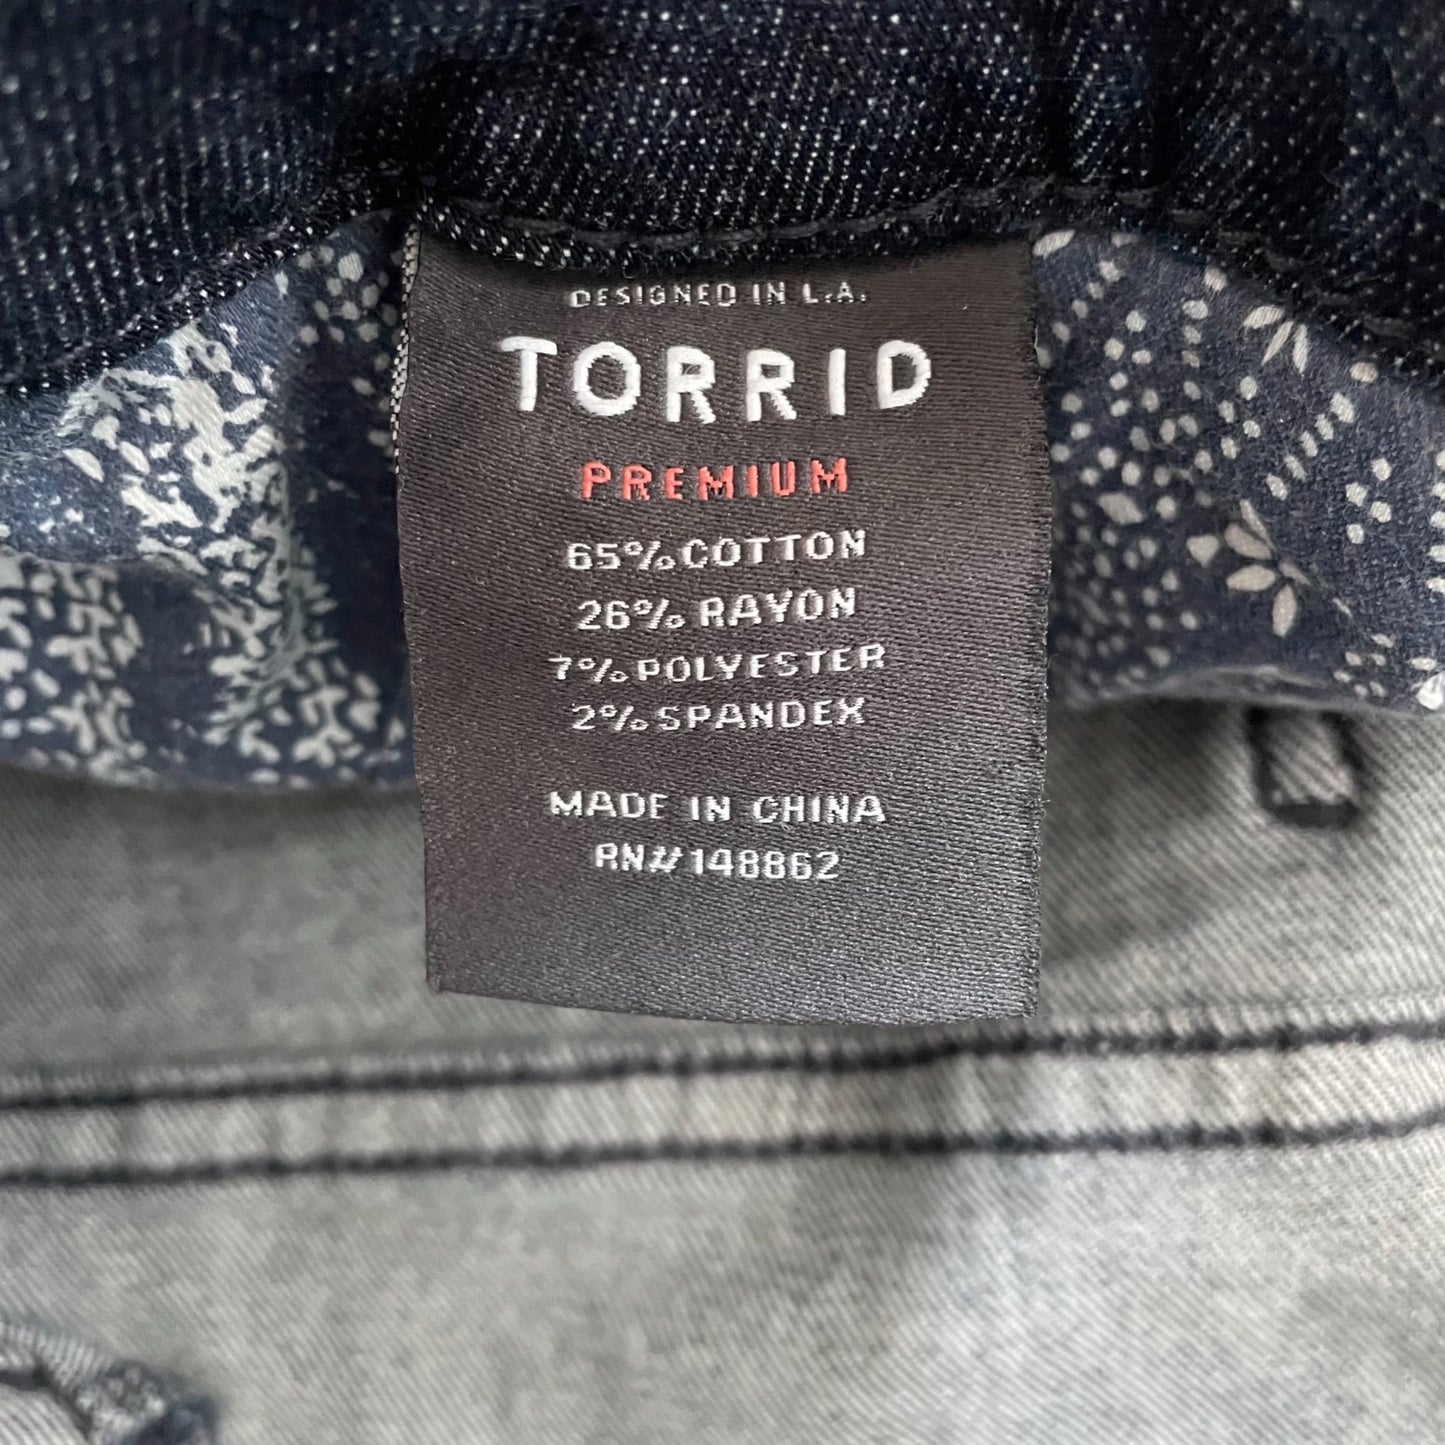 DESIGNED IN L.A.
TORRID
PREMIUM
65% COTTON
26% RAYON
7% POLYESTER
2% SPANDEX
MADE IN CHINA
RN# 148862